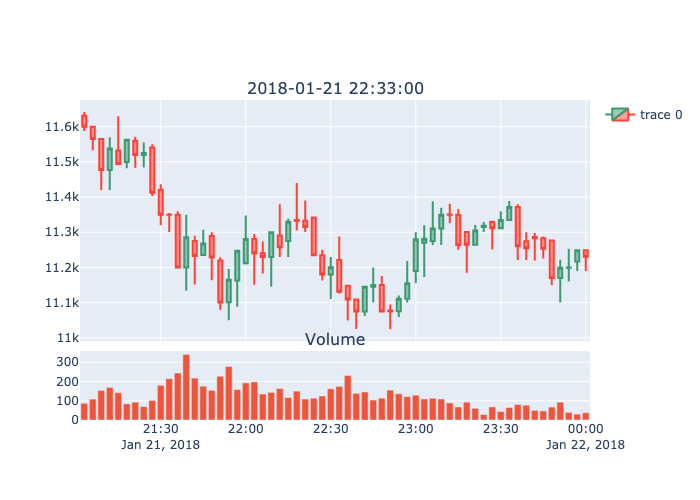 2018-01-21 22:33:00
trace 0
11.6k
11.5k
11.4k
11.3k
11.2k
11.1k
11k
Volume
300
200
100
0
21:30 22:00 22:30 23:00 23:30 00:00
Jan 21, 2018 Jan 22, 2018